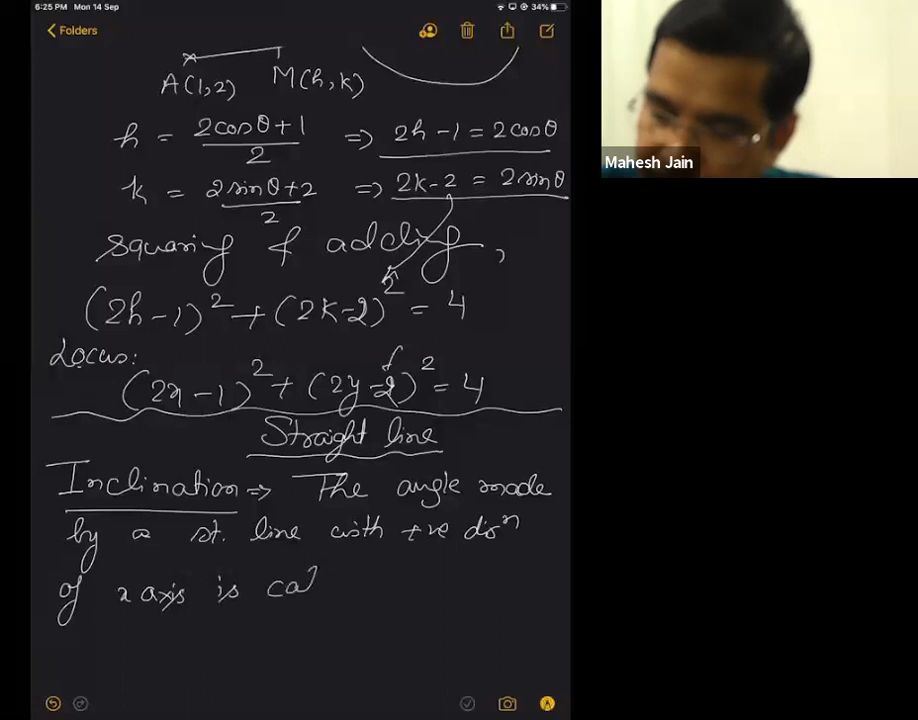 6:25 PM Mon 14 Sep
34%
Folders
A(1,2) M(h,k)
h = 2cosθ+1 / 2 => 2h-1 = 2cosθ
k = 2sinθ+2 / 2 => 2k-2 = 2sinθ
Squaring & adding,
(2h-1)² + (2k-2)² = 4
Locus:
(2x-1)² + (2y-2)² = 4
Straight line
Inclination => The angle made
by a st. line with +ve dirⁿ
of x axis is cal
Mahesh Jain